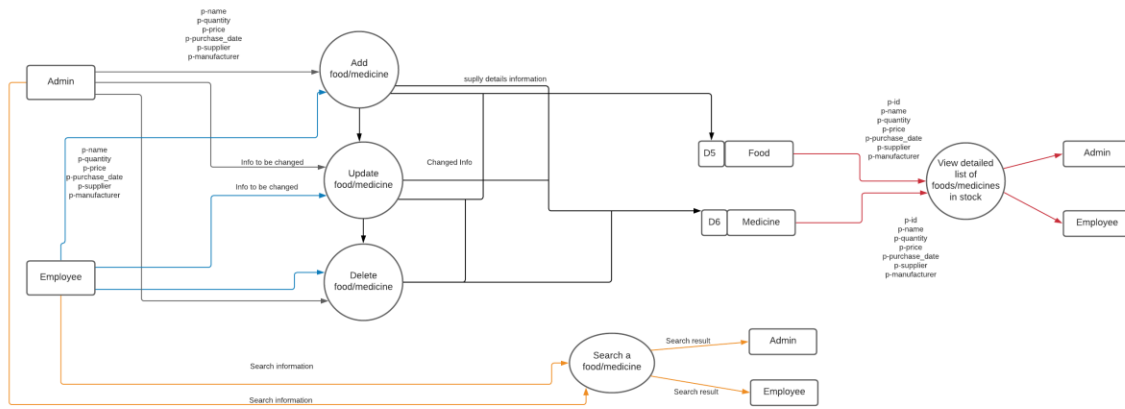 p-name
p-quantity
p-price
p-purchase_date
p-supplier
p-manufacturer
Admin
Add
food/medicine
suplly details information
p-name
p-quantity
p-price
p-purchase_date
p-supplier
p-manufacturer
Info to be changed
Info to be changed
Update
food/medicine
Changed Info
Employee
Delete
food/medicine
D5
Food
D6
Medicine
p-id
p-name
p-quantity
p-price
p-purchase_date
p-supplier
p-manufacturer
View detailed
list of
foods/medicines
in stock
Admin
Employee
p-id
p-name
p-quantity
p-price
p-purchase_date
p-supplier
p-manufacturer
Search information
Search information
Search a
food/medicine
Search result
Admin
Search result
Employee